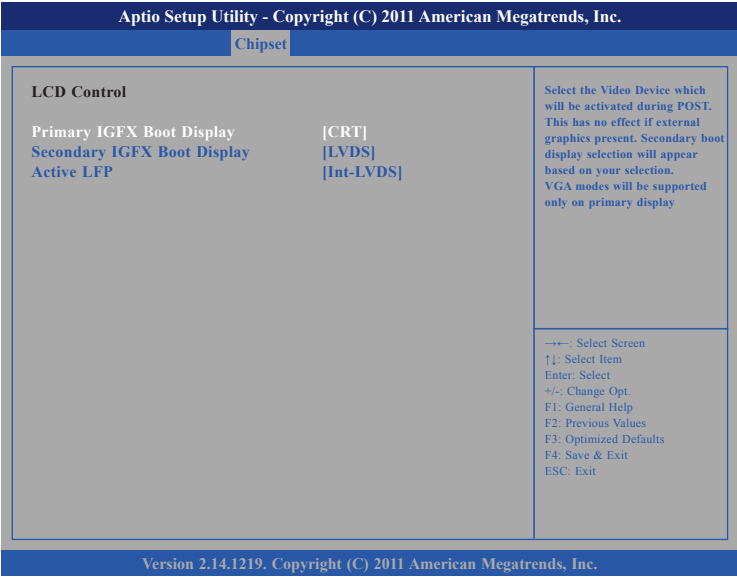 Aptio Setup Utility - Copyright (C) 2011 American Megatrends, Inc.
Chipset
LCD Control
Primary IGFX Boot Display [CRT]
Secondary IGFX Boot Display [LVDS]
Active LFP [Int-LVDS]
Select the Video Device which
will be activated during POST.
This has no effect if external
graphics present. Secondary boot
display selection will appear
based on your selection.
VGA modes will be supported
only on primary display
→←: Select Screen
↑↓: Select Item
Enter: Select
+/-: Change Opt.
F1: General Help
F2: Previous Values
F3: Optimized Defaults
F4: Save & Exit
ESC: Exit
Version 2.14.1219. Copyright (C) 2011 American Megatrends, Inc.